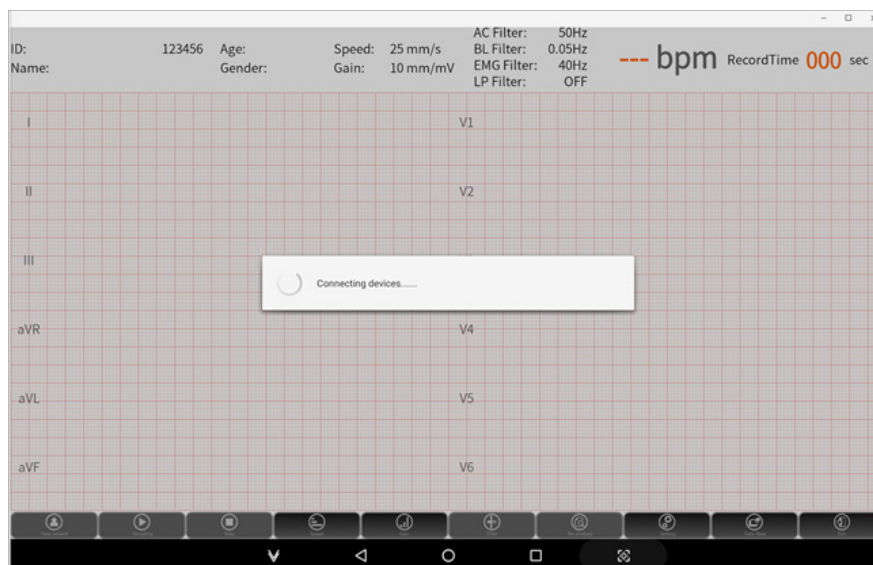 ID: 123456
Name:
Age:
Gender:
Speed: 25 mm/s
Gain: 10 mm/mV
AC Filter: 50Hz
BL Filter: 0.05Hz
EMG Filter: 40Hz
LP Filter: OFF
--- bpm
RecordTime 000 sec
I
V1
II
V2
III
Connecting devices......
aVR
V4
aVL
V5
aVF
V6